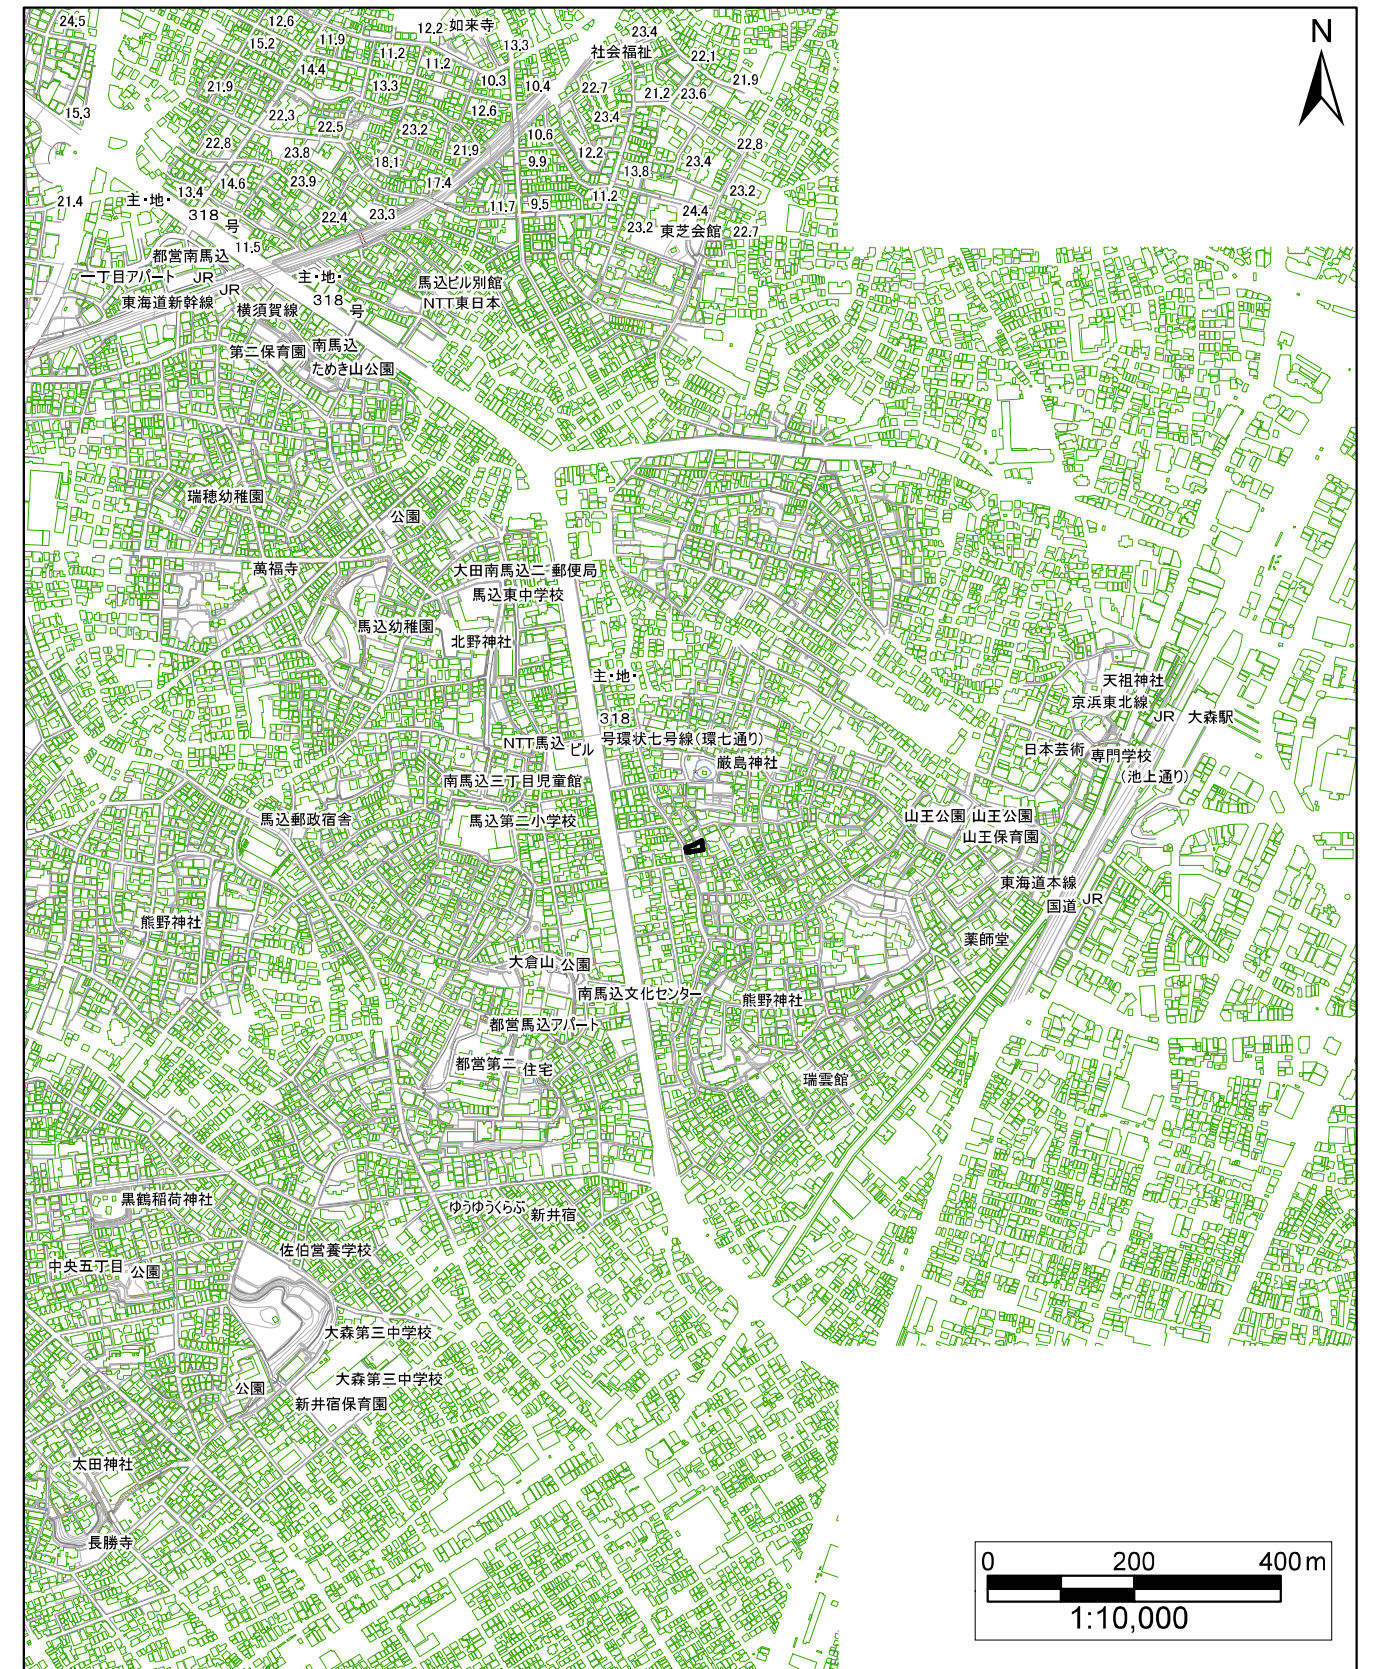 24.5
12.6
12.2
如来寺
23.4
N
15.2
11.9
13.3
社会福祉
11.2
11.2
22.1
14.4
21.9
13.3
10.3
10.4
22.7
21.9
21.2
23.6
15.3
22.3
12.6
23.4
22.5
23.2
10.6
22.8
23.8
21.9
12.2
22.8
18.1
9.9
23.4
13.8
14.6
23.9
17.4
13.4
23.2
21.4
主・地・
11.2
11.7
9.5
24.4
318
22.4
23.3
号
23.2
東芝会館
22.7
11.5
都営南馬込
一丁目アパート
JR
主・地・
馬込ビル別館
JR
東海道新幹線
318
NTT東日本
横須賀線
号
第二保育園
南馬込
ためき山公園
瑞穂幼稚園
公園
萬福寺
大田南馬込二
郵便局
馬込東中学校
馬込幼稚園
北野神社
主・地・
天祖神社
京浜東北線
318
JR
大森駅
NTT馬込
ビル
号環状七号線(環七通り)
日本芸術
専門学校
厳島神社
(池上通り)
南馬込三丁目児童館
馬込郵政宿舎
馬込第二小学校
山王公園
山王公園
山王保育園
東海道本線
国道
JR
熊野神社
薬師堂
大倉山
公園
南馬込文化センター
熊野神社
都営馬込アパート
都営第二
住宅
瑞雲館
黒鶴稲荷神社
ゆうゆうくらぶ
新井宿
佐伯営養学校
中央五丁目
公園
大森第三中学校
大森第三中学校
公園
新井宿保育園
太田神社
長勝寺
0
200
400m
1:10,000